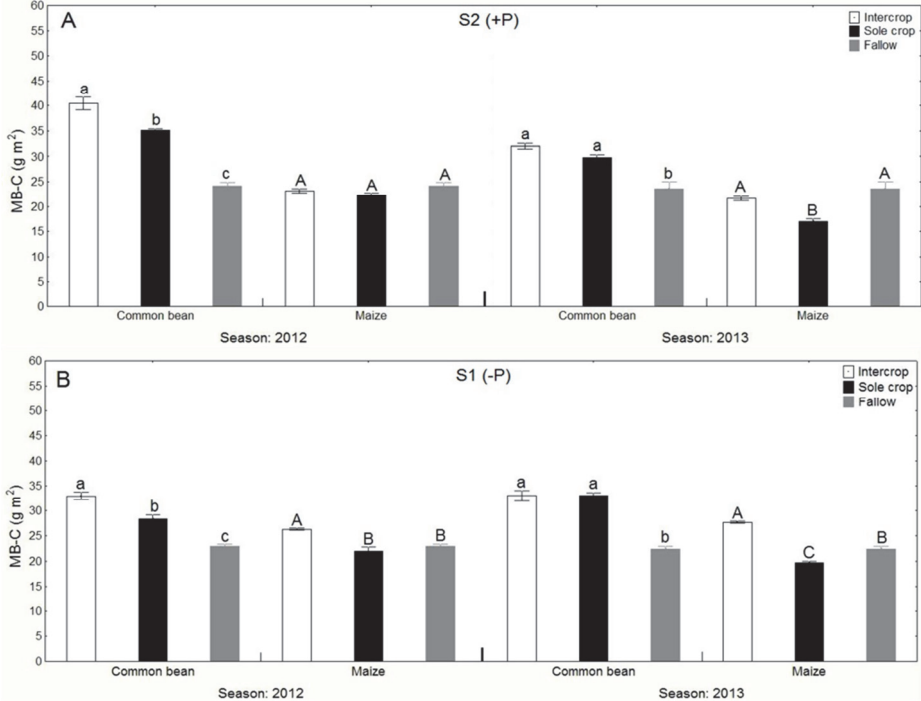 A
S2 (+P)
Intercrop
Sole crop
Fallow
MB-C (g m²)
60
55
50
45
40
35
30
25
20
15
10
5
0
a
b
c
A
A
A
a
a
b
A
B
A
Common bean
Maize
Common bean
Maize
Season: 2012
Season: 2013
B
S1 (-P)
Intercrop
Sole crop
Fallow
MB-C (g m²)
60
55
50
45
40
35
30
25
20
15
10
5
0
a
b
c
A
B
B
a
a
b
A
C
B
Common bean
Maize
Common bean
Maize
Season: 2012
Season: 2013